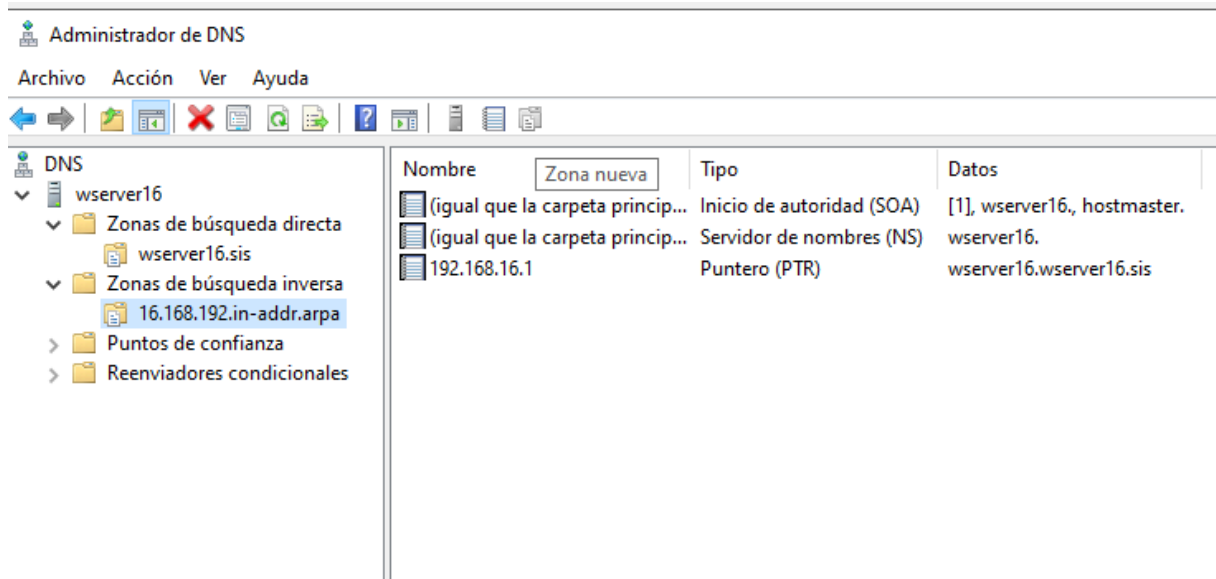 Administrador de DNS
Archivo Acción Ver Ayuda
DNS
wserver16
Zonas de búsqueda directa
wserver16.sis
Zonas de búsqueda inversa
16.168.192.in-addr.arpa
Puntos de confianza
Reenviadores condicionales
Nombre Zona nueva Tipo Datos
(igual que la carpeta princip... Inicio de autoridad (SOA) [1], wserver16., hostmaster.
(igual que la carpeta princip... Servidor de nombres (NS) wserver16.
192.168.16.1 Puntero (PTR) wserver16.wserver16.sis